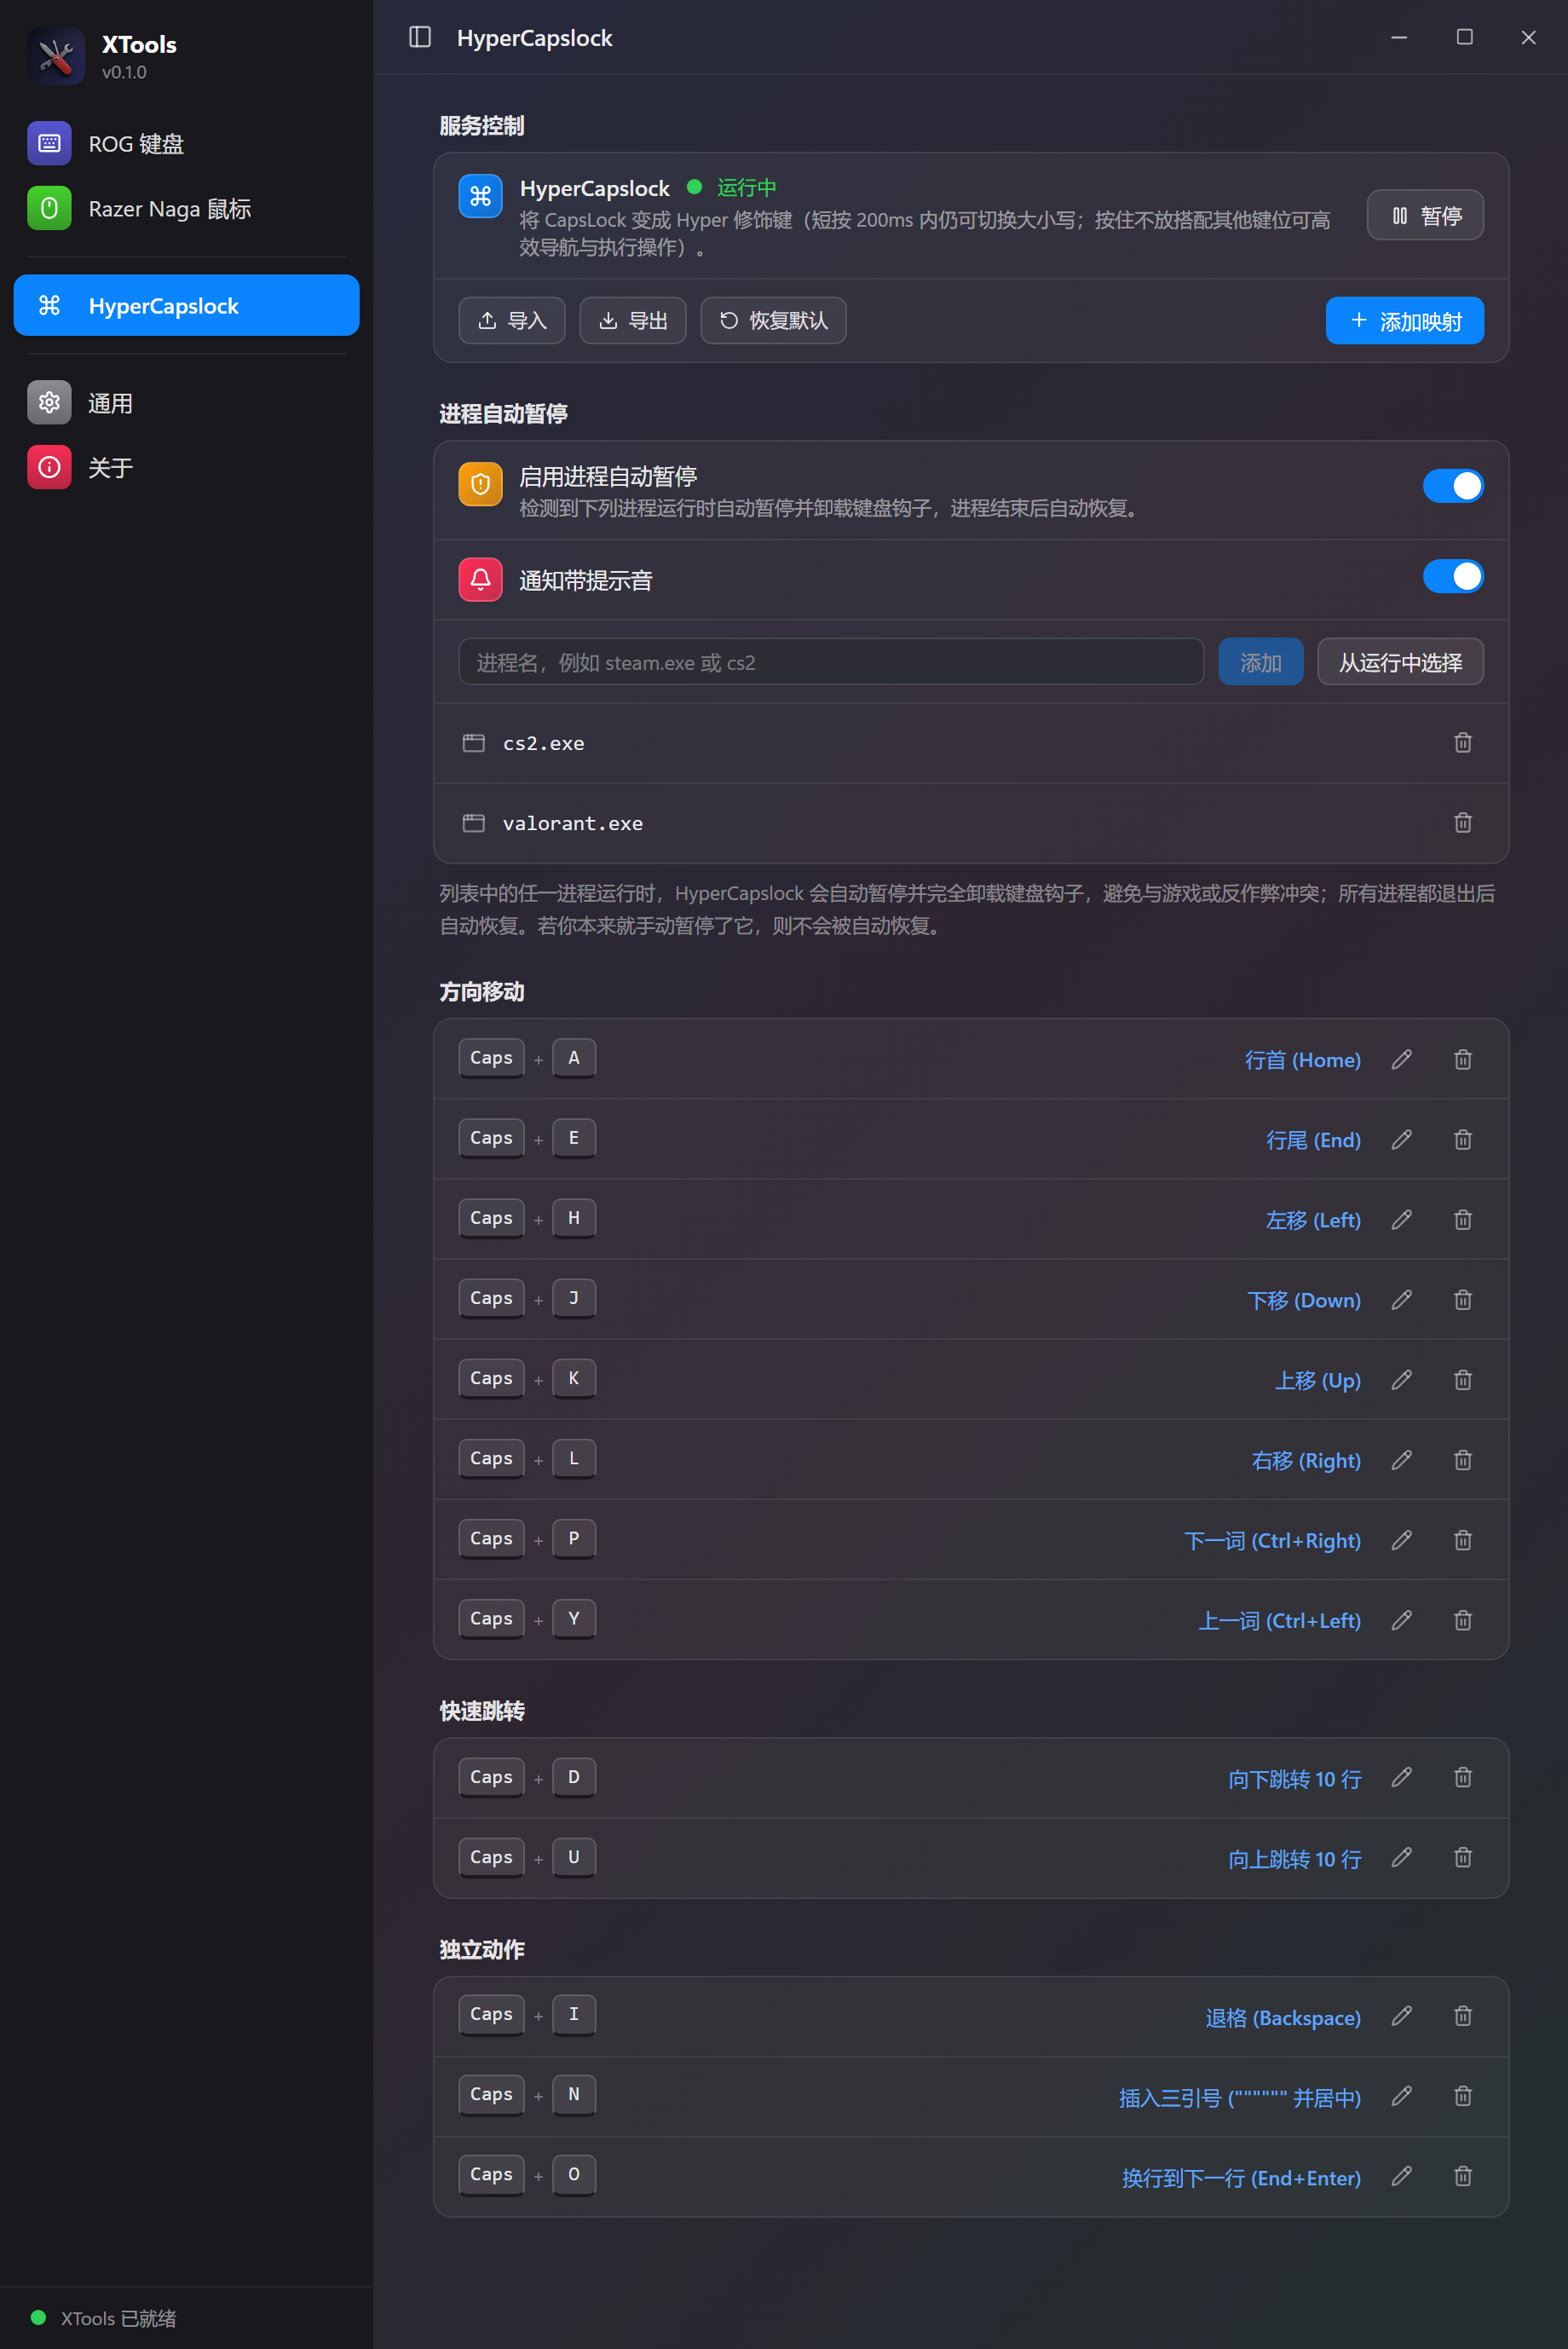 XTools
v0.1.0
ROG 键盘
Razer Naga 鼠标
HyperCapslock
通用
关于
XTools 已就绪
HyperCapslock
服务控制
HyperCapslock 运行中
将 CapsLock 变成 Hyper 修饰键（短按 200ms 内仍可切换大小写；按住不放搭配其他键位可高
效导航与执行操作）。
暂停
导入 导出 恢复默认 添加映射
进程自动暂停
启用进程自动暂停
检测到下列进程运行时自动暂停并卸载键盘钩子，进程结束后自动恢复。
通知带提示音
进程名，例如 steam.exe 或 cs2 添加 从运行中选择
cs2.exe
valorant.exe
列表中的任一进程运行时，HyperCapslock 会自动暂停并完全卸载键盘钩子，避免与游戏或反作弊冲突；所有进程都退出后
自动恢复。若你本来就手动暂停了它，则不会被自动恢复。
方向移动
Caps + A 行首 (Home)
Caps + E 行尾 (End)
Caps + H 左移 (Left)
Caps + J 下移 (Down)
Caps + K 上移 (Up)
Caps + L 右移 (Right)
Caps + P 下一词 (Ctrl+Right)
Caps + Y 上一词 (Ctrl+Left)
快速跳转
Caps + D 向下跳转 10 行
Caps + U 向上跳转 10 行
独立动作
Caps + I 退格 (Backspace)
Caps + N 插入三引号 (""""""  并居中)
Caps + O 换行到下一行 (End+Enter)